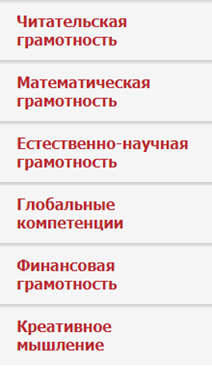 Читательская
грамотность
Математическая
грамотность
Естественно-научная
грамотность
Глобальные
компетенции
Финансовая
грамотность
Креативное
мышление